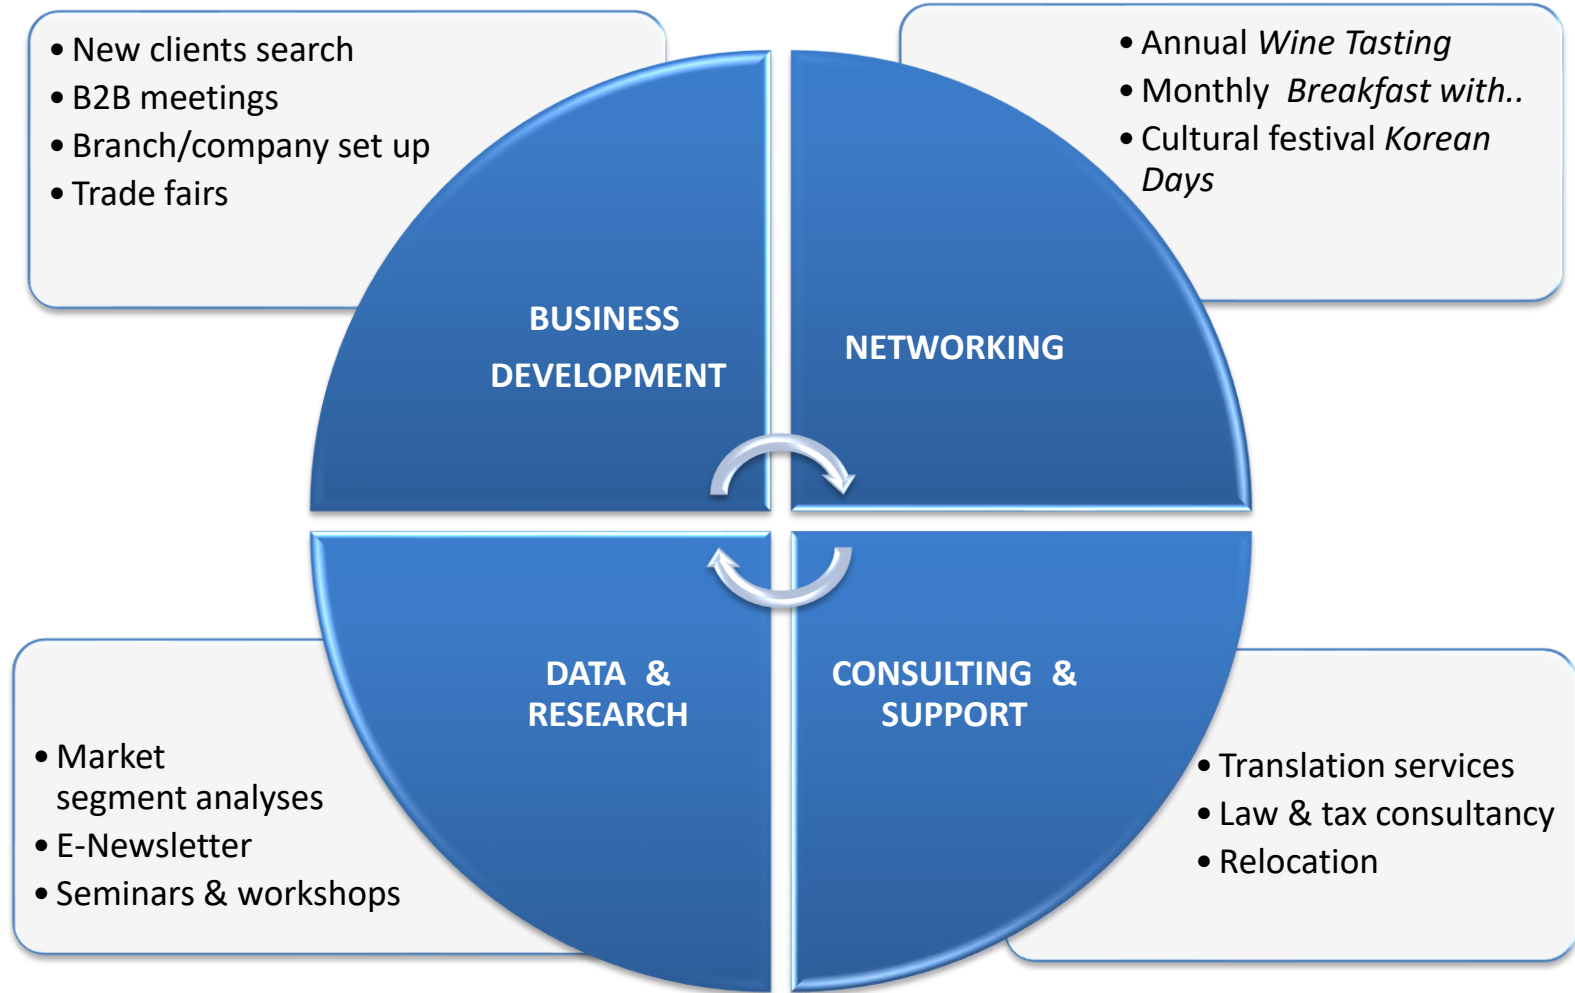 • New clients search
• B2B meetings
• Branch/company set up
• Trade fairs
• Annual Wine Tasting
• Monthly  Breakfast with..
• Cultural festival Korean
Days
BUSINESS
DEVELOPMENT
NETWORKING
DATA  &
RESEARCH
CONSULTING  &
SUPPORT
• Market
segment analyses
• E-Newsletter
• Seminars & workshops
• Translation services
• Law & tax consultancy
• Relocation